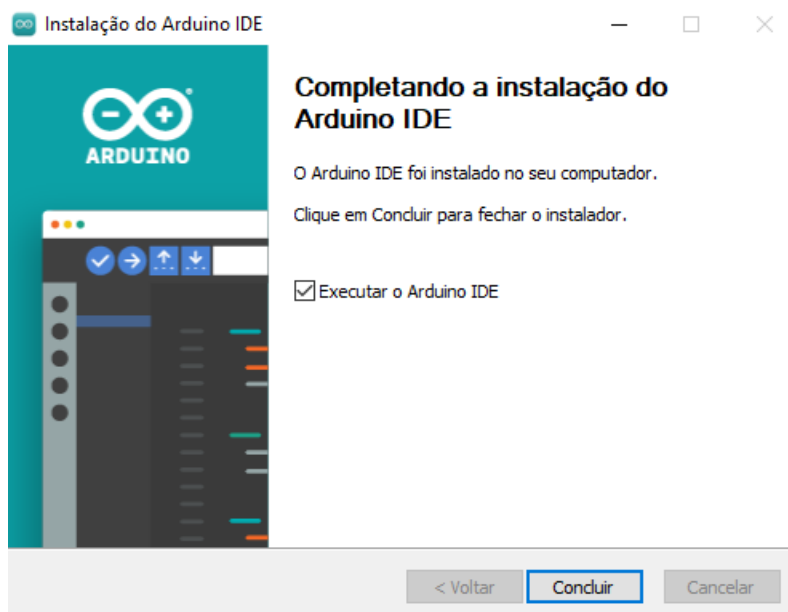 Instalação do Arduino IDE
ARDUINO
Completando a instalação do
Arduino IDE
O Arduino IDE foi instalado no seu computador.
Clique em Concluir para fechar o instalador.
Executar o Arduino IDE
< Voltar
Concluir
Cancelar